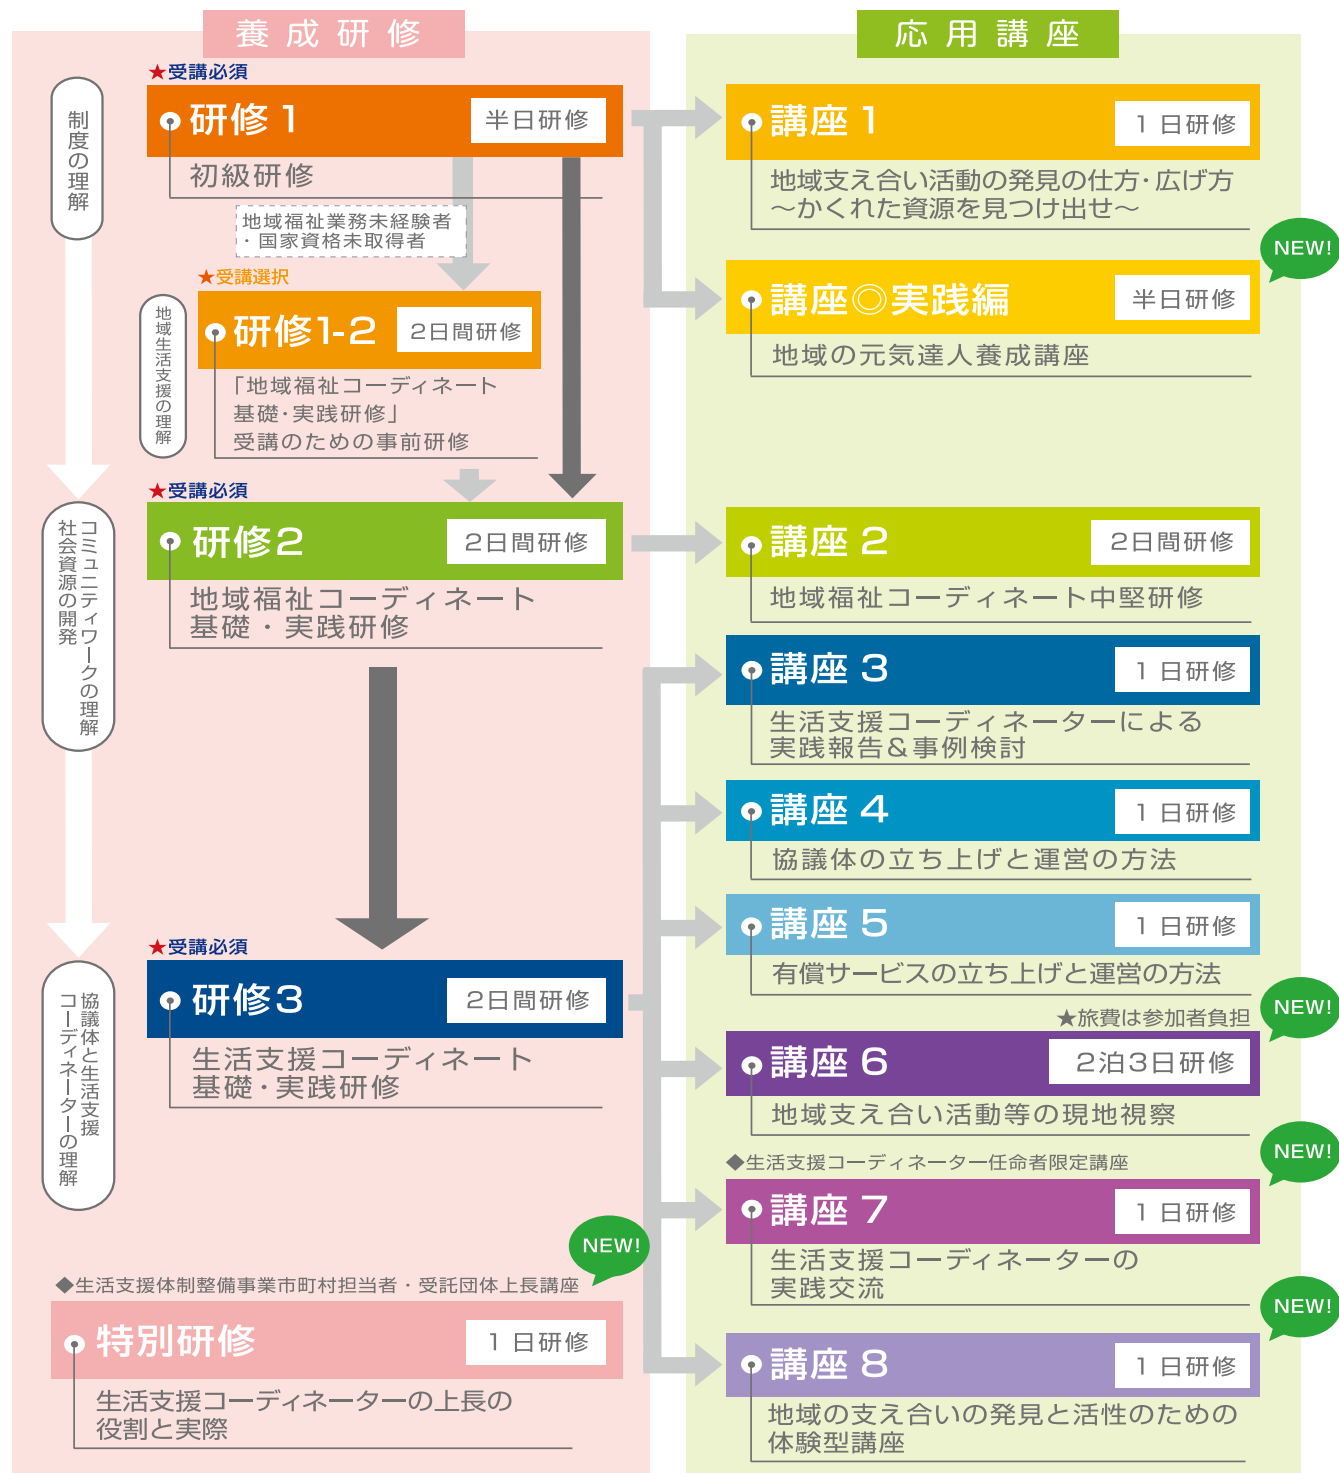 養成研修
制度の理解
★受講必須
研修1
半日研修
初級研修
地域福祉業務未経験者
・国家資格未取得者
★受講選択
地域生活支援の理解
研修1-2
2日間研修
「地域福祉コーディネート
基礎・実践研修」
受講のための事前研修
コミュニティワークの理解
社会資源の開発
★受講必須
研修2
2日間研修
地域福祉コーディネート
基礎・実践研修
協議体と生活支援
コーディネーターの理解
★受講必須
研修3
2日間研修
生活支援コーディネート
基礎・実践研修
NEW!
◆生活支援体制整備事業市町村担当者・受託団体上長講座
特別研修
1日研修
生活支援コーディネーターの上長の
役割と実際
応用講座
講座1
1日研修
地域支え合い活動の発見の仕方・広げ方
～かくれた資源を見つけ出せ～
NEW!
講座◎実践編
半日研修
地域の元気達人養成講座
講座2
2日間研修
地域福祉コーディネート中堅研修
講座3
1日研修
生活支援コーディネーターによる
実践報告＆事例検討
講座4
1日研修
協議体の立ち上げと運営の方法
講座5
1日研修
有償サービスの立ち上げと運営の方法
NEW!
★旅費は参加者負担
講座6
2泊3日研修
地域支え合い活動等の現地視察
NEW!
◆生活支援コーディネーター任命者限定講座
講座7
1日研修
生活支援コーディネーターの
実践交流
NEW!
講座8
1日研修
地域の支え合いの発見と活性のための
体験型講座